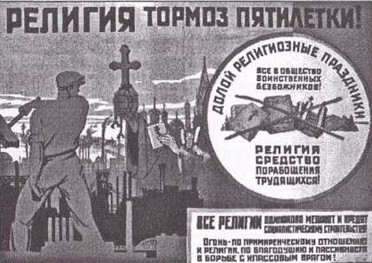 РЕЛИГИЯ ТОРМОЗ ПЯТИЛЕТКИ!
ДОЛОЙ РЕЛИГИОЗНЫЕ ПРАЗДНИКИ!
ВСЕ В ОБЩЕСТВО
ВОИНСТВЕННЫХ
БЕЗБОЖНИКОВ!
РЕЛИГИЯ
СРЕДСТВО
ПОРАБОЩЕНИЯ
ТРУДЯЩИХСЯ!
ВСЕ РЕЛИГИИ ОДИНАКОВО МЕШАЮТ И ВРЕДЯТ
СОЦИАЛИСТИЧЕСКОМУ СТРОИТЕЛЬСТВУ!
ОГОНЬ-ПО ПРИМИРЕНЧЕСКОМУ ОТНОШЕНИЮ
К РЕЛИГИИ, ПО БЛАГОДУШИЮ И ПАССИВНОСТИ
В БОРЬБЕ С КЛАССОВЫМ ВРАГОМ!